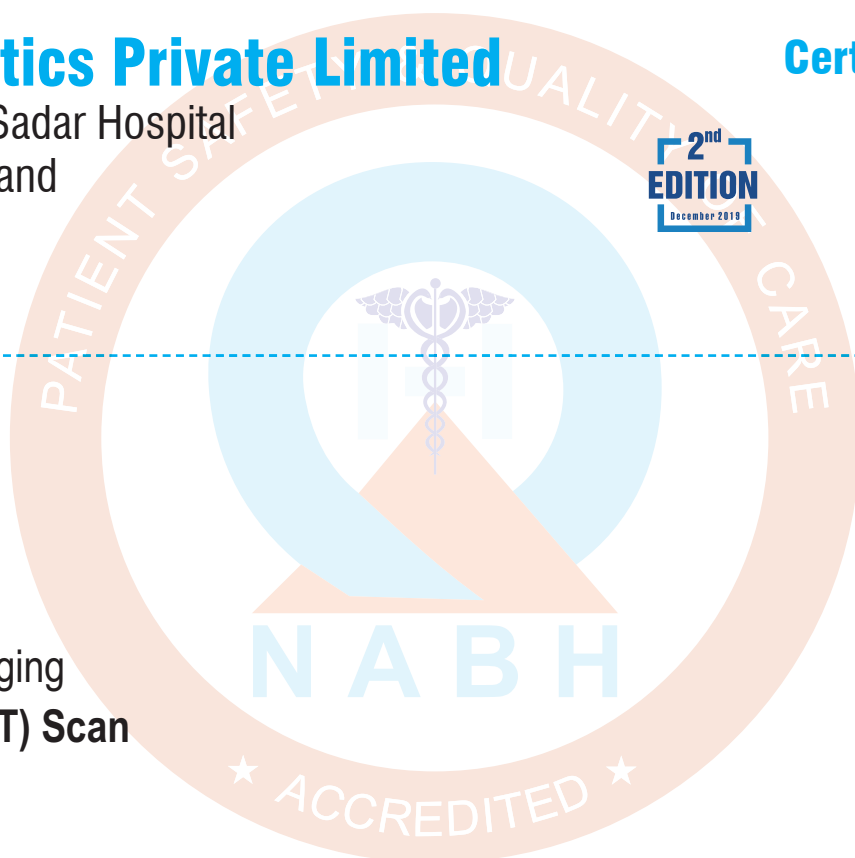 tics Private Limited
Cert
Sadar Hospital
and
2nd
EDITION
December 2019
PATIENT SAFETY & QUALITY OF CARE
NABH
ging
T) Scan
★ ACCREDITED ★